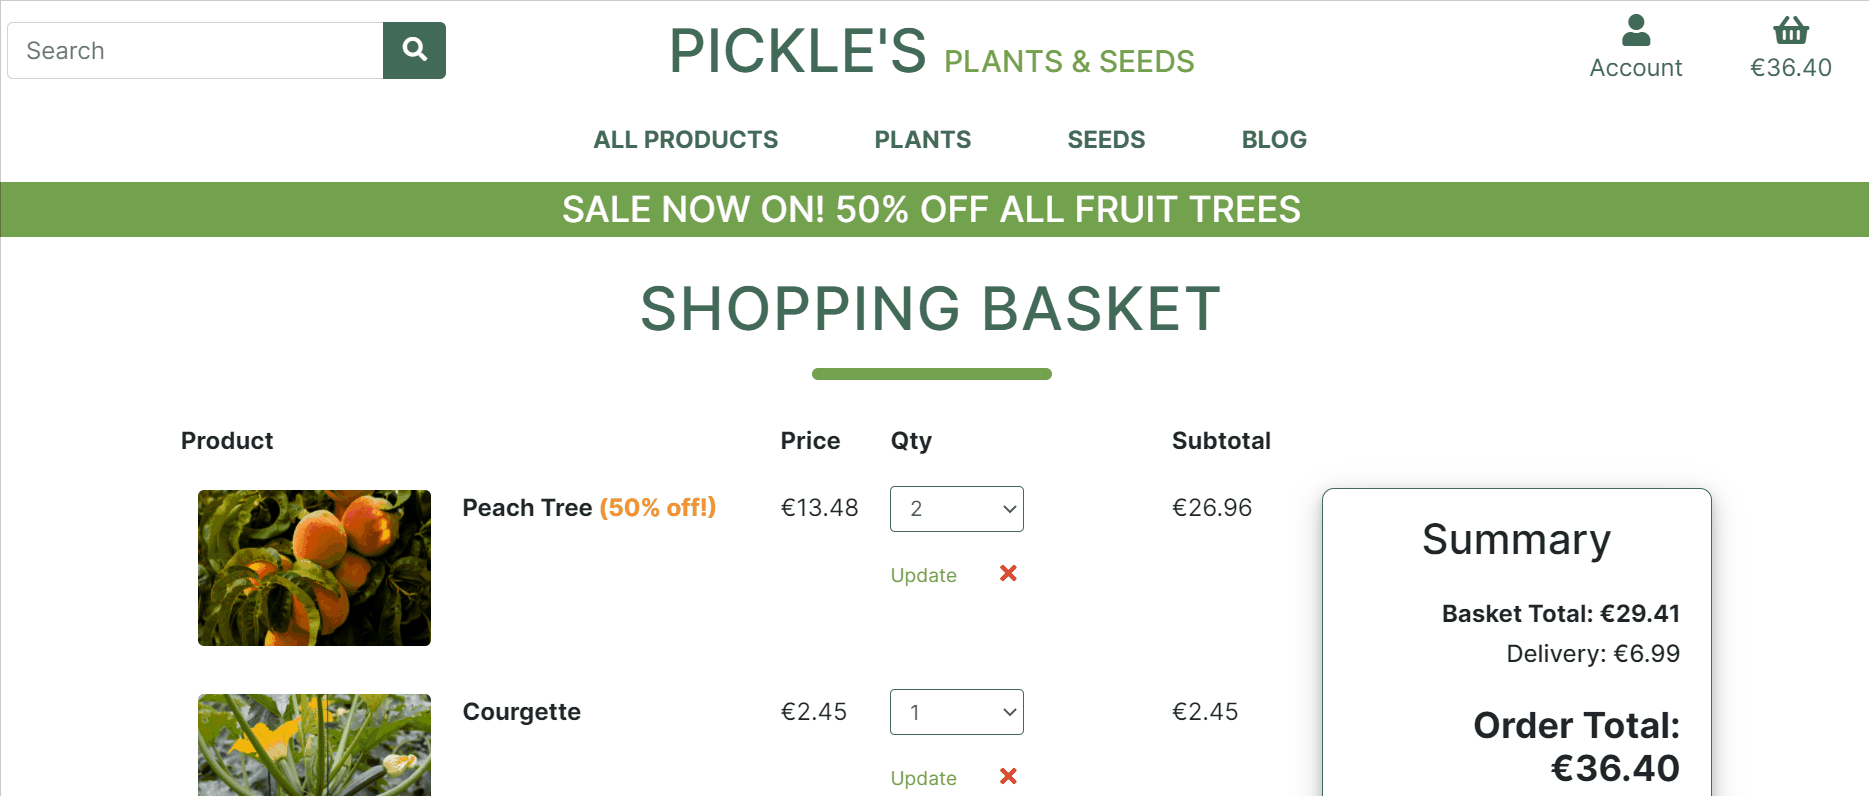 Search
PICKLE'S PLANTS & SEEDS
Account
€36.40
ALL PRODUCTS PLANTS SEEDS BLOG
SALE NOW ON! 50% OFF ALL FRUIT TREES
SHOPPING BASKET
Product Price Qty Subtotal
Peach Tree (50% off!) €13.48 2 €26.96
Update
Courgette €2.45 1 €2.45
Update
Summary
Basket Total: €29.41
Delivery: €6.99
Order Total:
€36.40